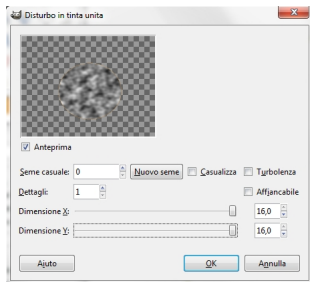 Disturbo in tinta unita
Anteprima
Seme casuale: 0 Nuovo seme Casualizza Turbolenza
Dettagli: 1 Affiancabile
Dimensione X: 16,0
Dimensione Y: 16,0
Aiuto OK Annulla